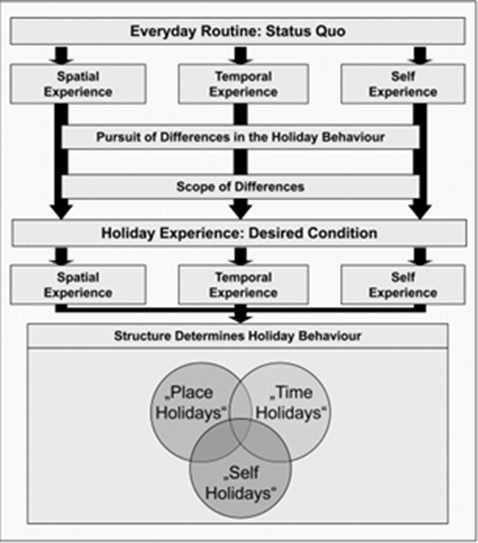 Everyday Routine: Status Quo
Spatial
Experience
Temporal
Experience
Self
Experience
Pursuit of Differences in the Holiday Behaviour
Scope of Differences
Holiday Experience: Desired Condition
Spatial
Experience
Temporal
Experience
Self
Experience
Structure Determines Holiday Behaviour
„Place
Holidays“
„Time
Holidays“
„Self
Holidays“